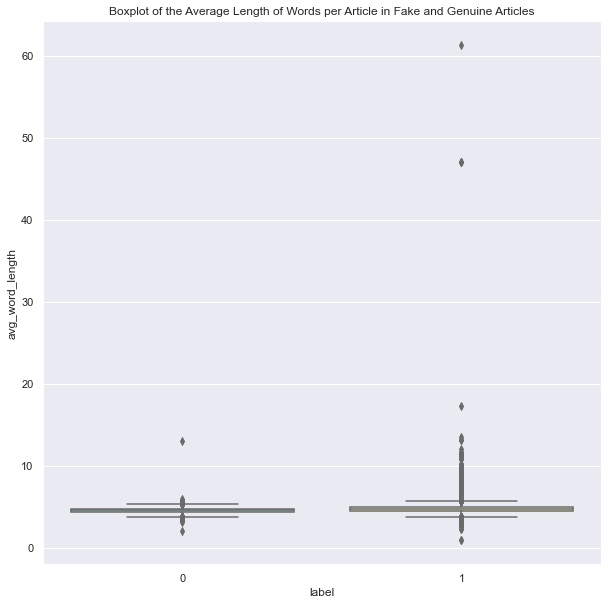 Boxplot of the Average Length of Words per Article in Fake and Genuine Articles
60
50
40
30
20
10
0
avg_word_length
0 1
label